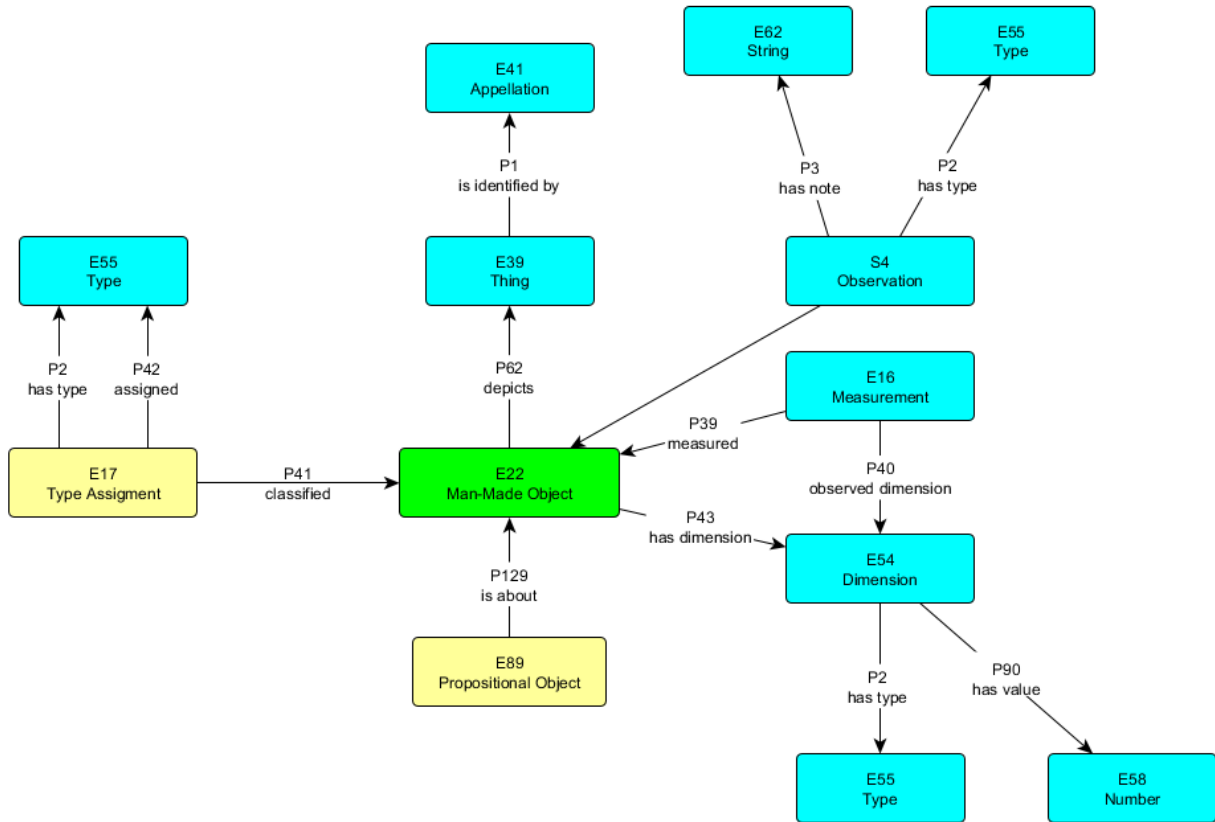 E62
String
E55
Type
E41
Appellation
P1
is identified by
P3
has note
P2
has type
E55
Type
E39
Thing
S4
Observation
P2
has type
P42
assigned
P62
depicts
E16
Measurement
P39
measured
E17
Type Assigment
P41
classified
E22
Man-Made Object
P40
observed dimension
P43
has dimension
E54
Dimension
P129
is about
E89
Propositional Object
P2
has type
P90
has value
E55
Type
E58
Number